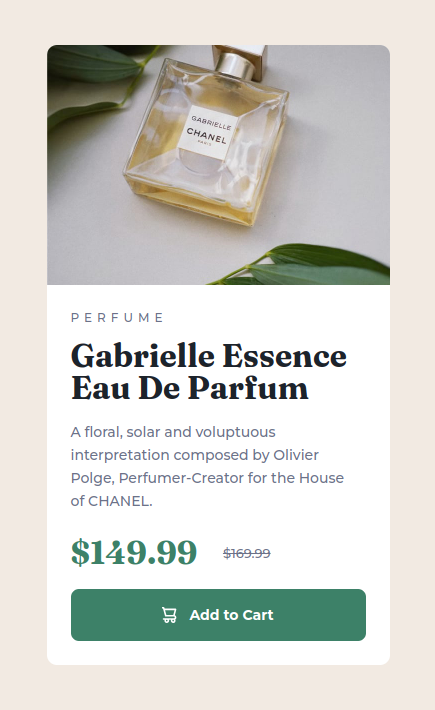 GABRIELLE
CHANEL
PARIS
PERFUME
Gabrielle Essence
Eau De Parfum
A floral, solar and voluptuous
interpretation composed by Olivier
Polge, Perfumer-Creator for the House
of CHANEL.
$149.99 $169.99
Add to Cart